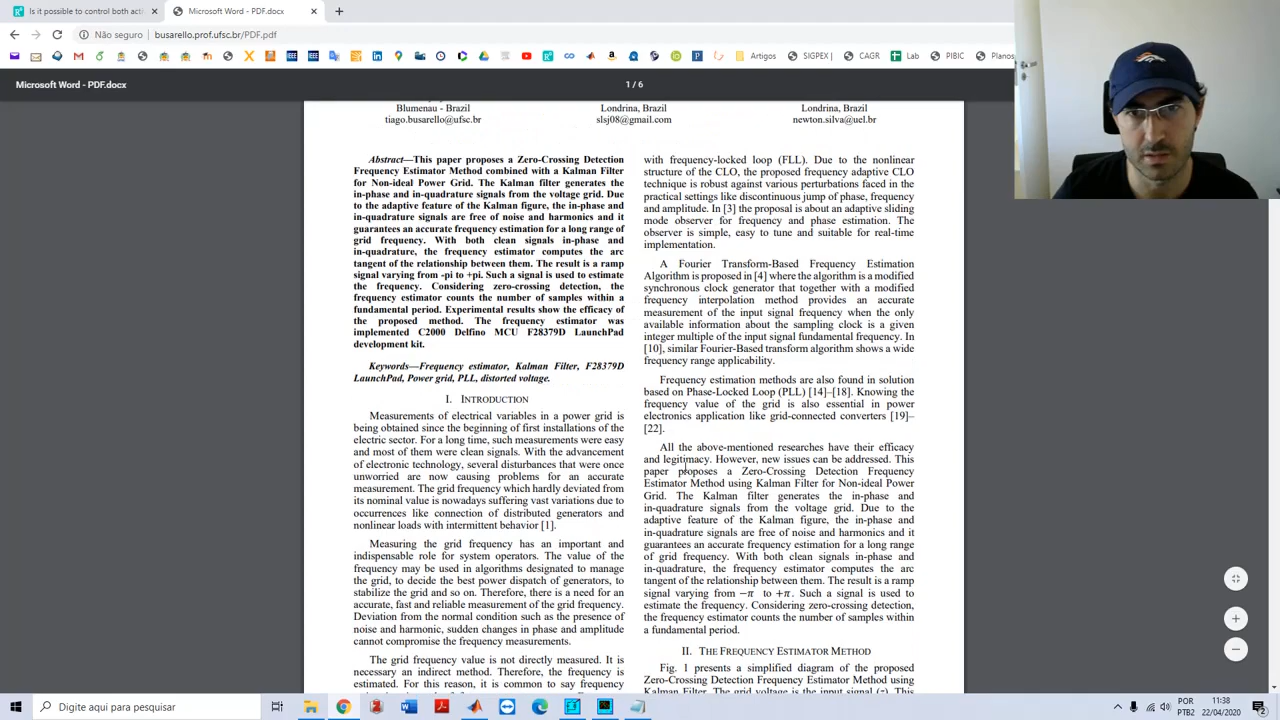 Is it possible to control both act/
Microsoft Word - PDF.docx
Não seguro
busarello.prof.ufsc.br/PDF.pdf
Artigos
SIGPEX |
CAGR
Lab
PIBIC
Planos
Microsoft Word - PDF.docx
1 / 6
Blumenau - Brazil
tiago.busarello@ufsc.br
Londrina, Brazil
slsj08@gmail.com
Londrina, Brazil
newton.silva@uel.br
Abstract—This paper proposes a Zero-Crossing Detection
Frequency Estimator Method combined with a Kalman Filter
for Non-ideal Power Grid. The Kalman filter generates the
in-phase and in-quadrature signals from the voltage grid. Due
to the adaptive feature of the Kalman figure, the in-phase and
in-quadrature signals are free of noise and harmonics and it
guarantees an accurate frequency estimation for a long range of
grid frequency. With both clean signals in-phase and
in-quadrature, the frequency estimator computes the arc
tangent of the relationship between them. The result is a ramp
signal varying from -pi to +pi. Such a signal is used to estimate
the frequency. Considering zero-crossing detection, the
frequency estimator counts the number of samples within a
fundamental period. Experimental results show the efficacy of
the proposed method. The frequency estimator was
implemented C2000 Delfino MCU F28379D LaunchPad
development kit.
Keywords—Frequency estimator, Kalman Filter, F28379D
LaunchPad, Power grid, PLL, distorted voltage.
I. INTRODUCTION
Measurements of electrical variables in a power grid is
being obtained since the beginning of first installations of the
electric sector. For a long time, such measurements were easy
and most of them were clean signals. With the advancement
of electronic technology, several disturbances that were once
unworried are now causing problems for an accurate
measurement. The grid frequency which hardly deviated from
its nominal value is nowadays suffering vast variations due to
occurrences like connection of distributed generators and
nonlinear loads with intermittent behavior [1].
Measuring the grid frequency has an important and
indispensable role for system operators. The value of the
frequency may be used in algorithms designated to manage
the grid, to decide the best power dispatch of generators, to
stabilize the grid and so on. Therefore, there is a need for an
accurate, fast and reliable measurement of the grid frequency.
Deviation from the normal condition such as the presence of
noise and harmonic, sudden changes in phase and amplitude
cannot compromise the frequency measurements.
The grid frequency value is not directly measured. It is
necessary an indirect method. Therefore, the frequency is
estimated. For this reason, it is common to say frequency
with frequency-locked loop (FLL). Due to the nonlinear
structure of the CLO, the proposed frequency adaptive CLO
technique is robust against various perturbations faced in the
practical settings like discontinuous jump of phase, frequency
and amplitude. In [3] the proposal is about an adaptive sliding
mode observer for frequency and phase estimation. The
observer is simple, easy to tune and suitable for real-time
implementation.
A Fourier Transform-Based Frequency Estimation
Algorithm is proposed in [4] where the algorithm is a modified
synchronous clock generator that together with a modified
frequency interpolation method provides an accurate
measurement of the input signal frequency when the only
available information about the sampling clock is a given
integer multiple of the input signal fundamental frequency. In
[10], similar Fourier-Based transform algorithm shows a wide
frequency range applicability.
Frequency estimation methods are also found in solution
based on Phase-Locked Loop (PLL) [14]–[18]. Knowing the
frequency value of the grid is also essential in power
electronics application like grid-connected converters [19]–
[22].
All the above-mentioned researches have their efficacy
and legitimacy. However, new issues can be addressed. This
paper proposes a Zero-Crossing Detection Frequency
Estimator Method using Kalman Filter for Non-ideal Power
Grid. The Kalman filter generates the in-phase and
in-quadrature signals from the voltage grid. Due to the
adaptive feature of the Kalman figure, the in-phase and
in-quadrature signals are free of noise and harmonics and it
guarantees an accurate frequency estimation for a long range
of grid frequency. With both clean signals in-phase and
in-quadrature, the frequency estimator computes the arc
tangent of the relationship between them. The result is a ramp
signal varying from −π to +π. Such a signal is used to
estimate the frequency. Considering zero-crossing detection,
the frequency estimator counts the number of samples within
a fundamental period.
II. THE FREQUENCY ESTIMATOR METHOD
Fig. 1 presents a simplified diagram of the proposed
Zero-Crossing Detection Frequency Estimator Method using
Kalman Filter. The grid voltage is the input signal (z). This
Digite aqui para pesquisar
POR
PTB2
11:38
22/04/2020